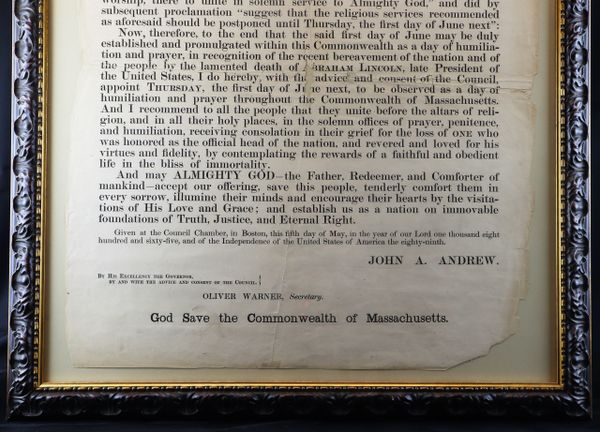 worship, there to unite in solemn service to Almighty God," and did by
subsequent proclamation "suggest that the religious services recommended
as aforesaid should be postponed until Thursday, the first day of June next":
Now, therefore, to the end that the said first day of June may be duly
established and promulgated within this Commonwealth as a day of humilia-
tion and prayer, in recognition of the recent bereavement of the nation and of
the people by the lamented death of ABRAHAM LINCOLN, late President of
the United States, I do hereby, with the advice and consent of the Council,
appoint THURSDAY, the first day of June next, to be observed as a day of
humiliation and prayer throughout the Commonwealth of Massachusetts.
And I recommend to all the people that they unite before the altars of reli-
gion, and in all their holy places, in the solemn offices of prayer, penitence,
and humiliation, receiving consolation in their grief for the loss of ONE who
was honored as the official head of the nation, and revered and loved for his
virtues and fidelity, by contemplating the rewards of a faithful and obedient
life in the bliss of immortality.
And may ALMIGHTY GOD—the Father, Redeemer, and Comforter of
mankind—accept our offering, save this people, tenderly comfort them in
every sorrow, illumine their minds and encourage their hearts by the visita-
tions of His Love and Grace; and establish us as a nation on immovable
foundations of Truth, Justice, and Eternal Right.
Given at the Council Chamber, in Boston, this fifth day of May, in the year of our Lord one thousand eight
hundred and sixty-five, and of the Independence of the United States of America the eighty-ninth.
JOHN A. ANDREW.
BY HIS EXCELLENCY THE GOVERNOR,
BY AND WITH THE ADVICE AND CONSENT OF THE COUNCIL.
OLIVER WARNER, Secretary.
God Save the Commonwealth of Massachusetts.